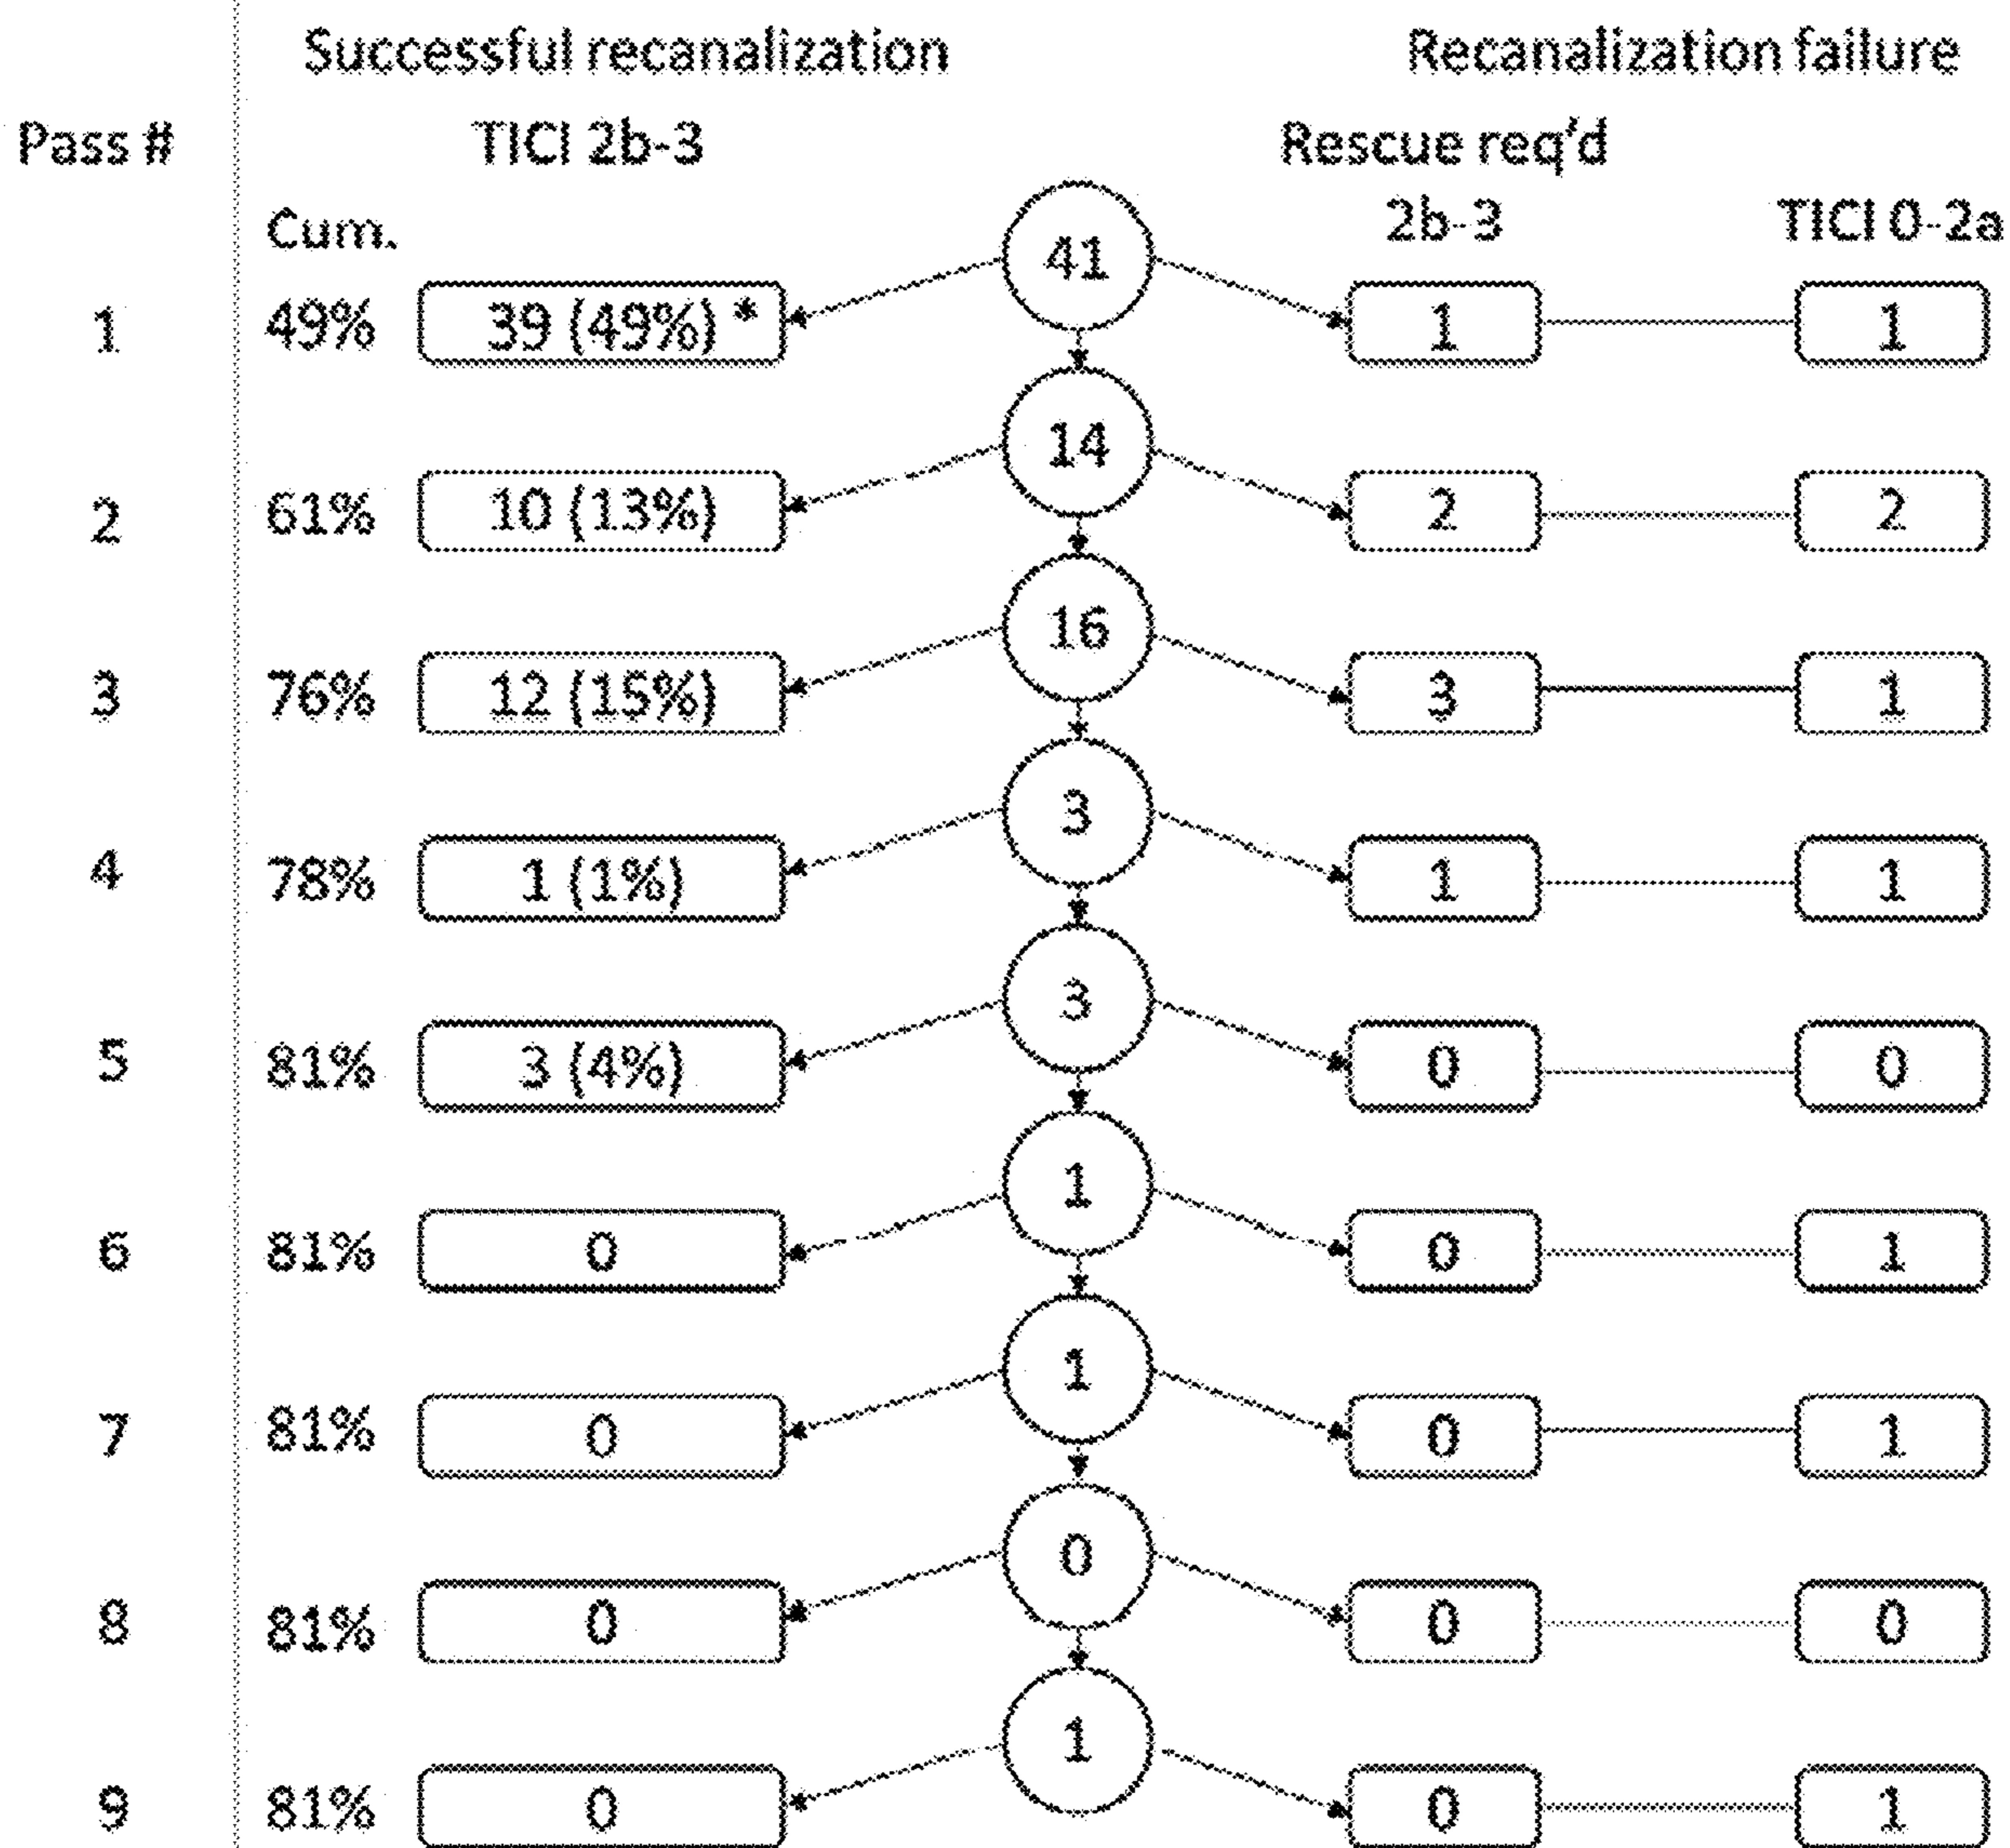 Successful recanalization Recanalization failure
Pass # TICI 2b-3 Rescue req'd
Cum. 2b-3 TICI 0-2a
41
1 49% 39 (49%) * 1 1
14
2 61% 10 (13%) 2 2
16
3 76% 12 (15%) 3 1
3
4 78% 1 (1%) 1 1
3
5 81% 3 (4%) 0 0
1
6 81% 0 0 1
1
7 81% 0 0 1
0
8 81% 0 0 0
1
9 81% 0 0 1